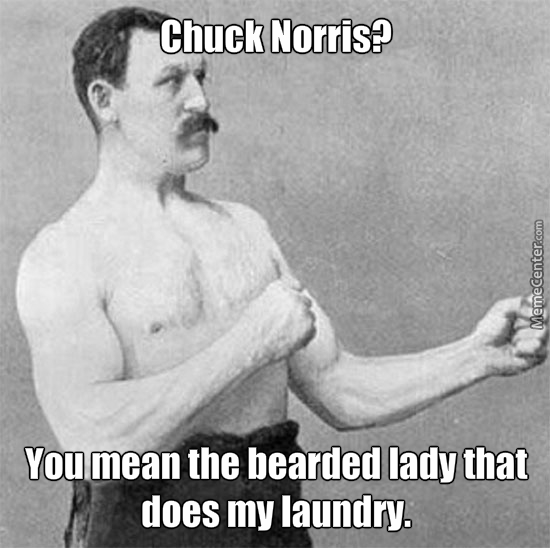 Chuck Norris?
MemeCenter.com
You mean the bearded lady that
does my laundry.